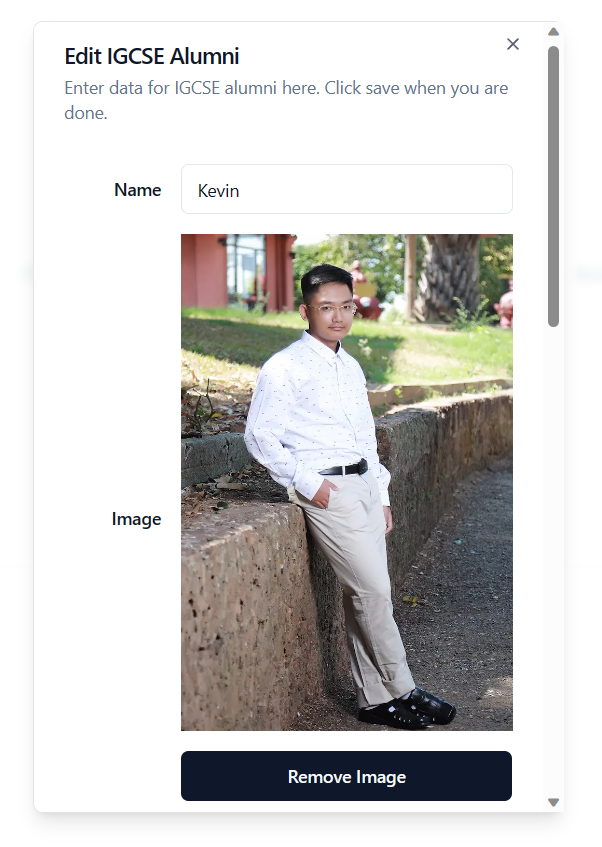 Edit IGCSE Alumni
Enter data for IGCSE alumni here. Click save when you are
done.
Name
Kevin
Image
Remove Image